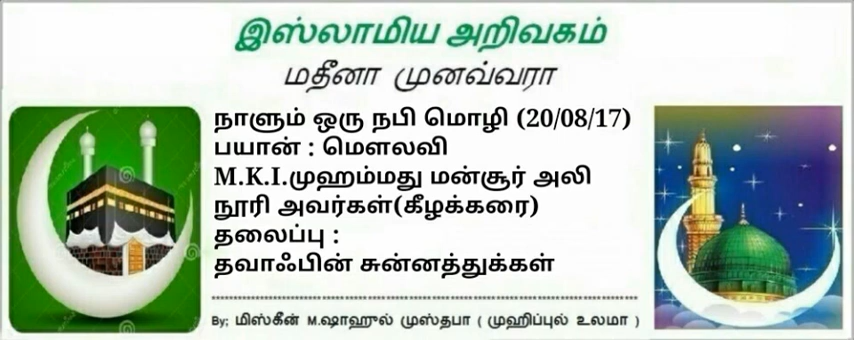 இஸ்லாமிய அறிவகம்
மதீனா முனவ்வரா
நாளும் ஒரு நபி மொழி (20/08/17)
பயான் : மௌலவி
M.K.I.முஹம்மது மன்சூர் அலி
நூரி அவர்கள்(கீழக்கரை)
தலைப்பு :
தவாஃபின் சுன்னத்துக்கள்
By; மிஸ்கீன் M.ஷாஹுல் முஸ்தபா ( முஹிப்புல் உலமா )